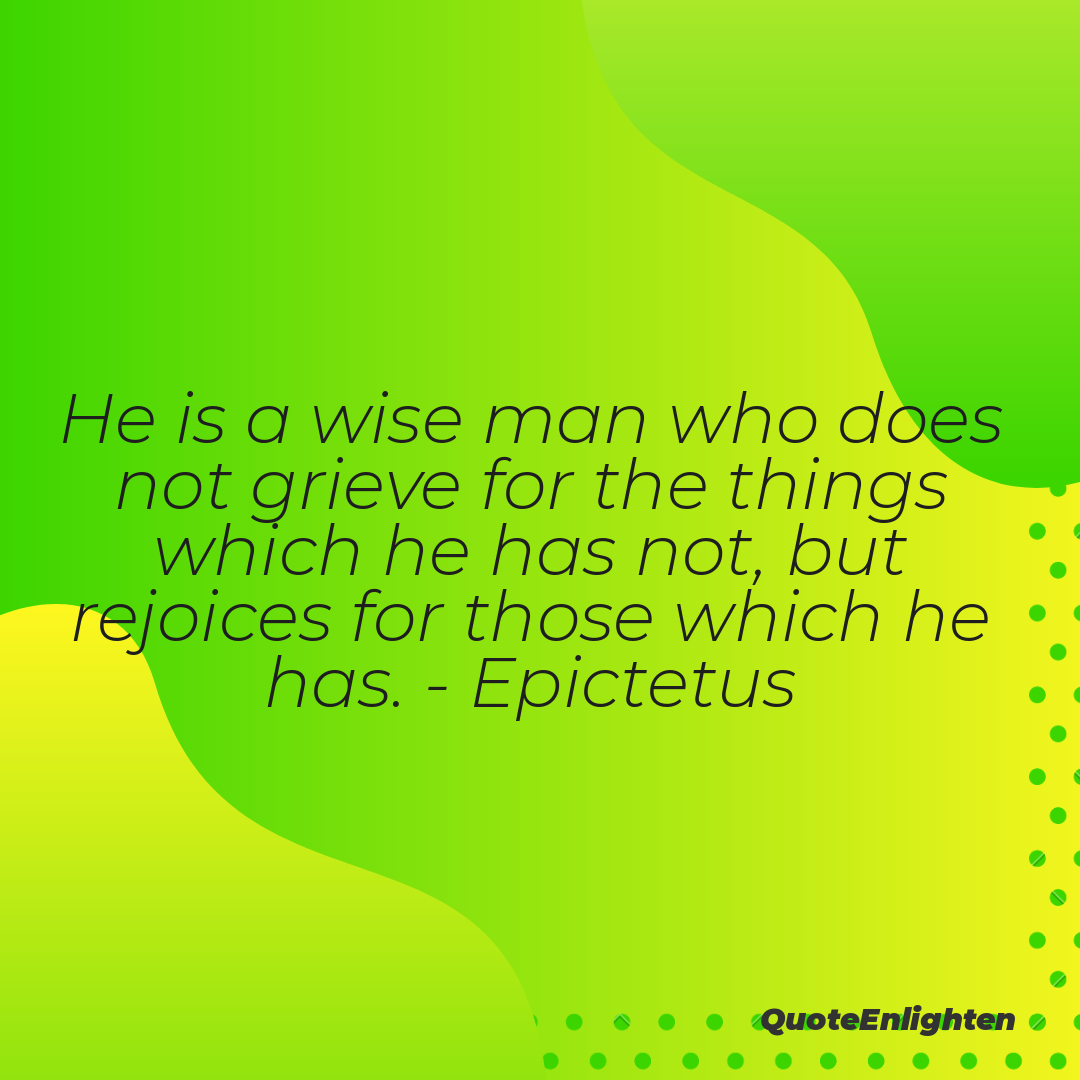 He is a wise man who does
not grieve for the things
which he has not, but
rejoices for those which he
has. - Epictetus
QuoteEnlighten